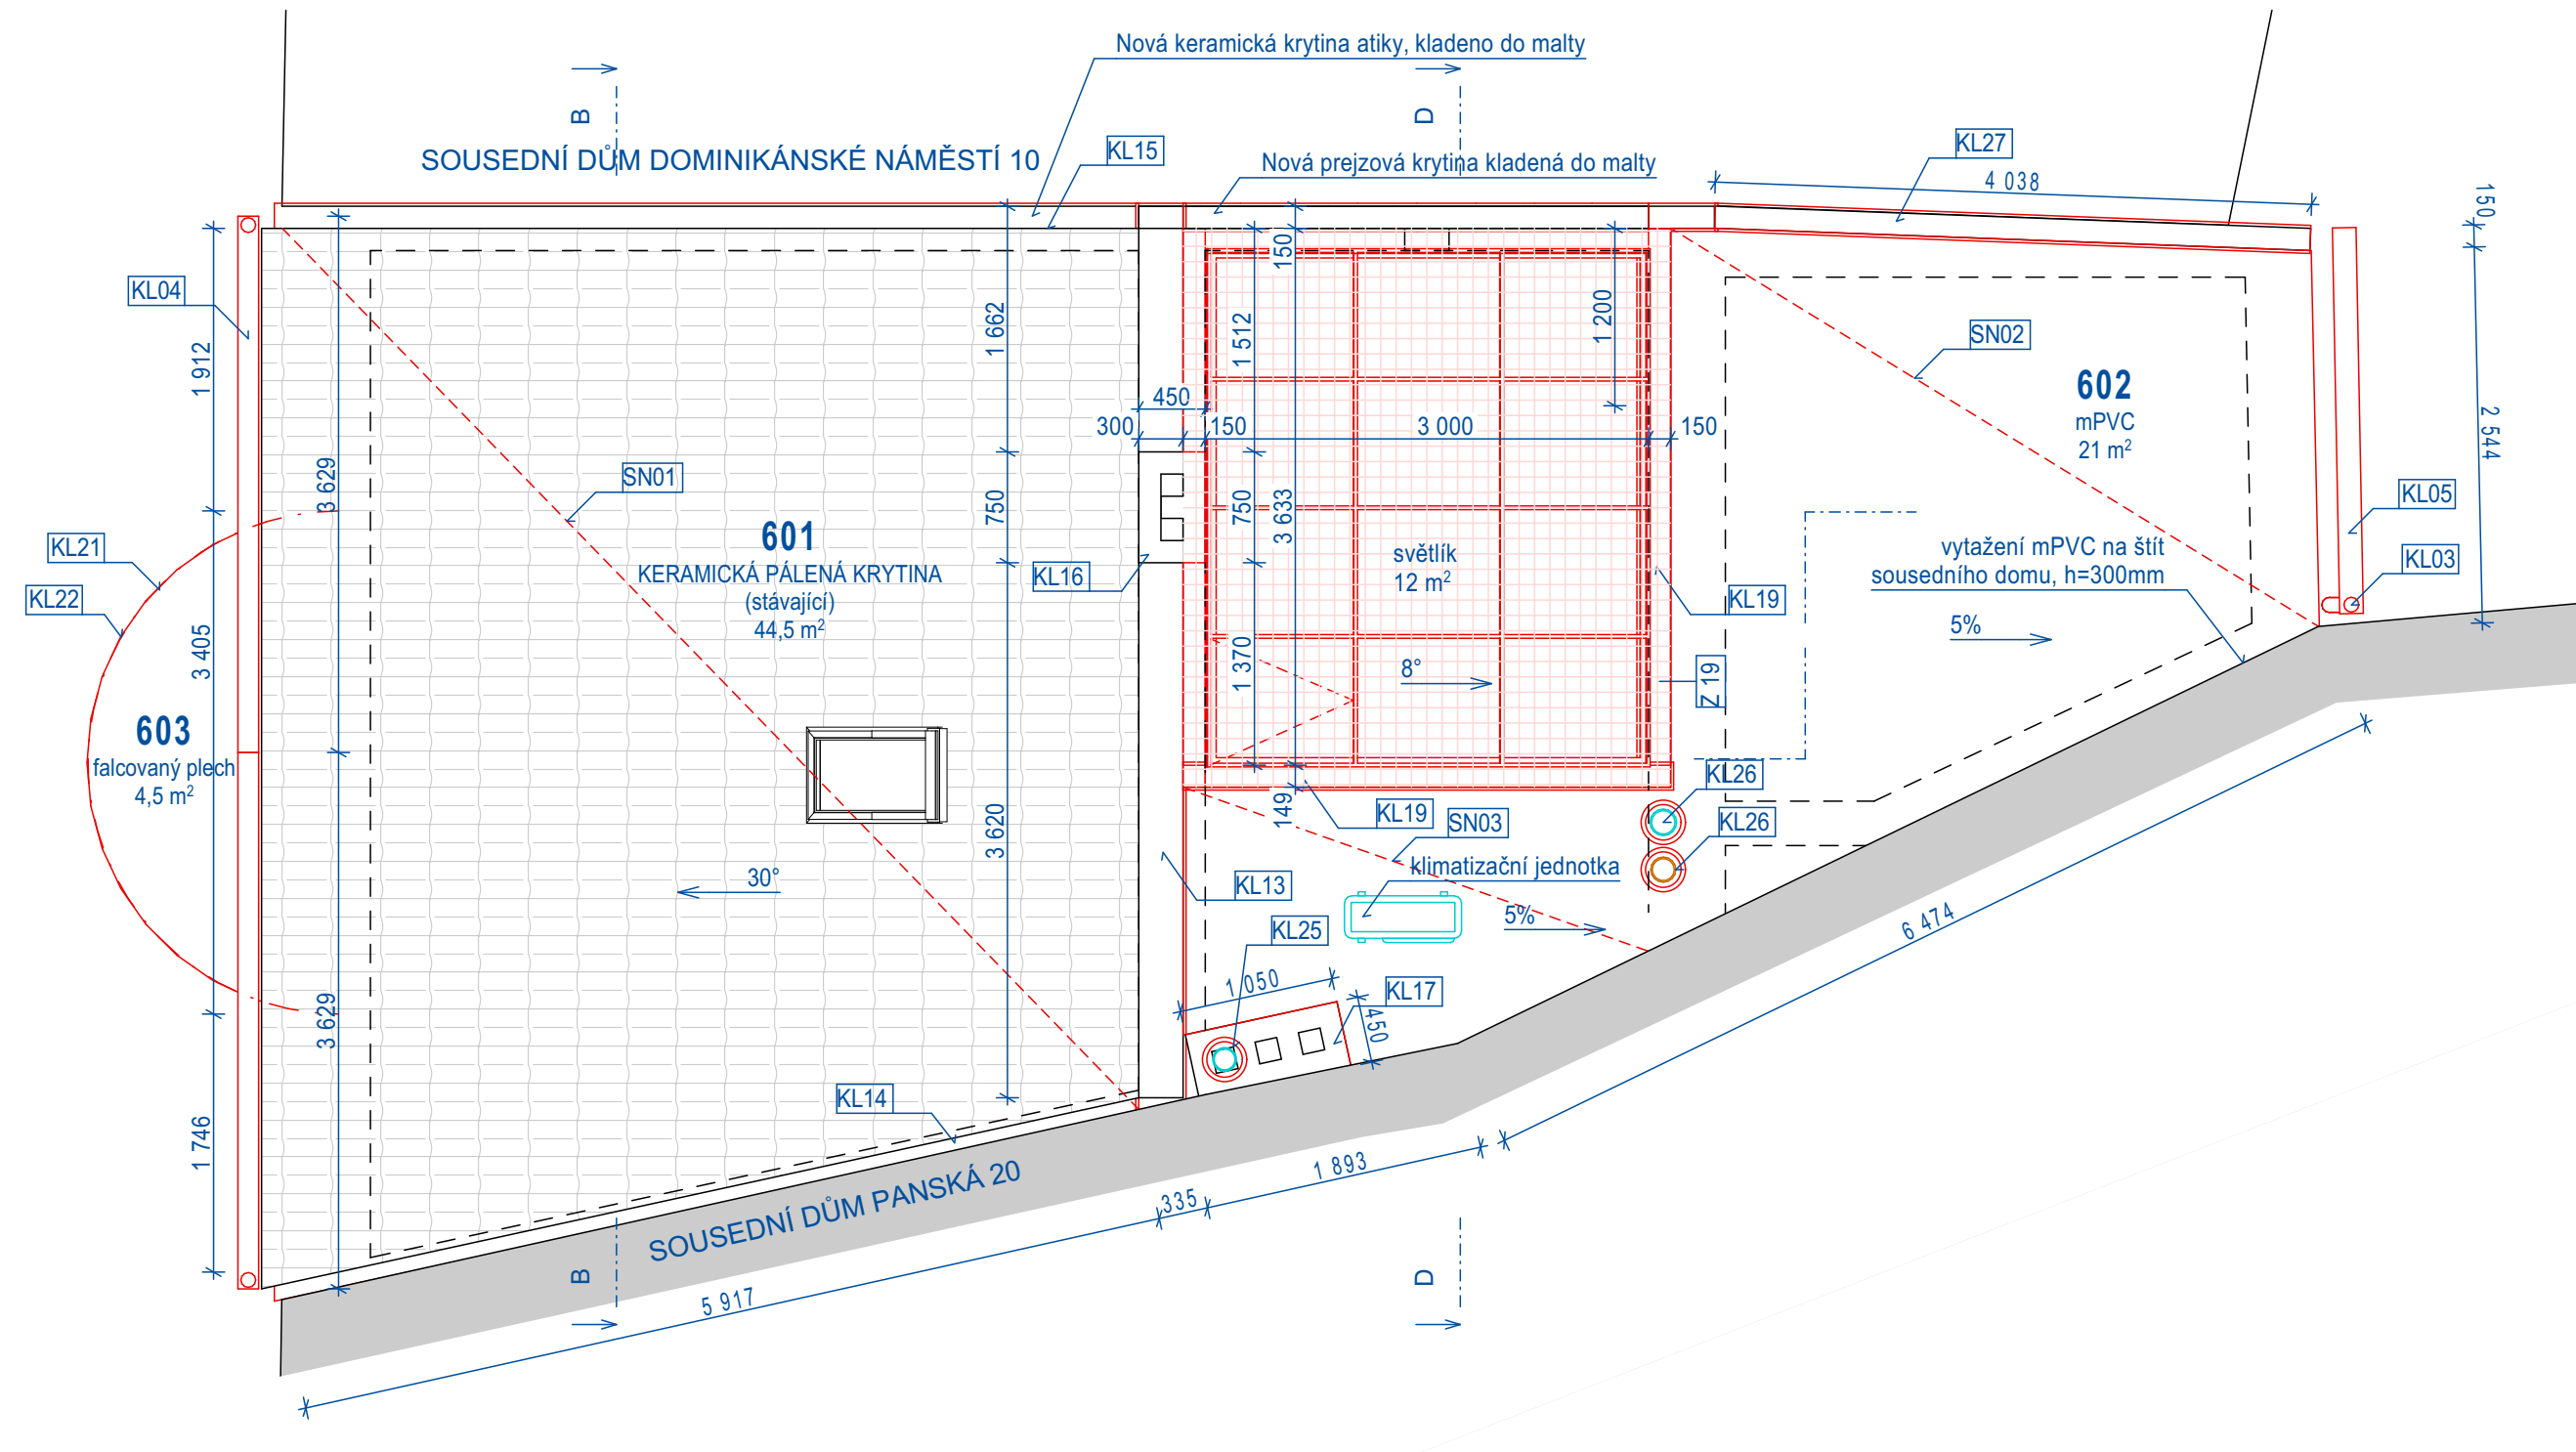 Nová keramická krytina atiky, kladeno do malty
B
D
SOUSEDNÍ DŮM DOMINIKÁNSKÉ NÁMĚSTÍ 10
KL15
Nová prejzová krytina kladená do malty
KL27
4 038
150
KL04
1 912
3 629
1 662
150
1 512
1 200
SN02
602
mPVC
21 m²
2 544
450
300
150
3 000
150
SN01
601
KERAMICKÁ PÁLENÁ KRYTINA
(stávající)
44,5 m²
750
750
3 633
KL16
světlík
12 m²
KL19
KL05
KL03
vytažení mPVC na štít
sousedního domu, h=300mm
5%
KL21
KL22
3 405
1 370
8°
Z 19
603
falcovaný plech
4,5 m²
3 620
149
KL19
SN03
KL26
KL26
klimatizační jednotka
30°
KL13
KL25
5%
6 474
1 050
KL17
450
3 629
KL14
1 746
1 893
335
SOUSEDNÍ DŮM PANSKÁ 20
B
D
5 917